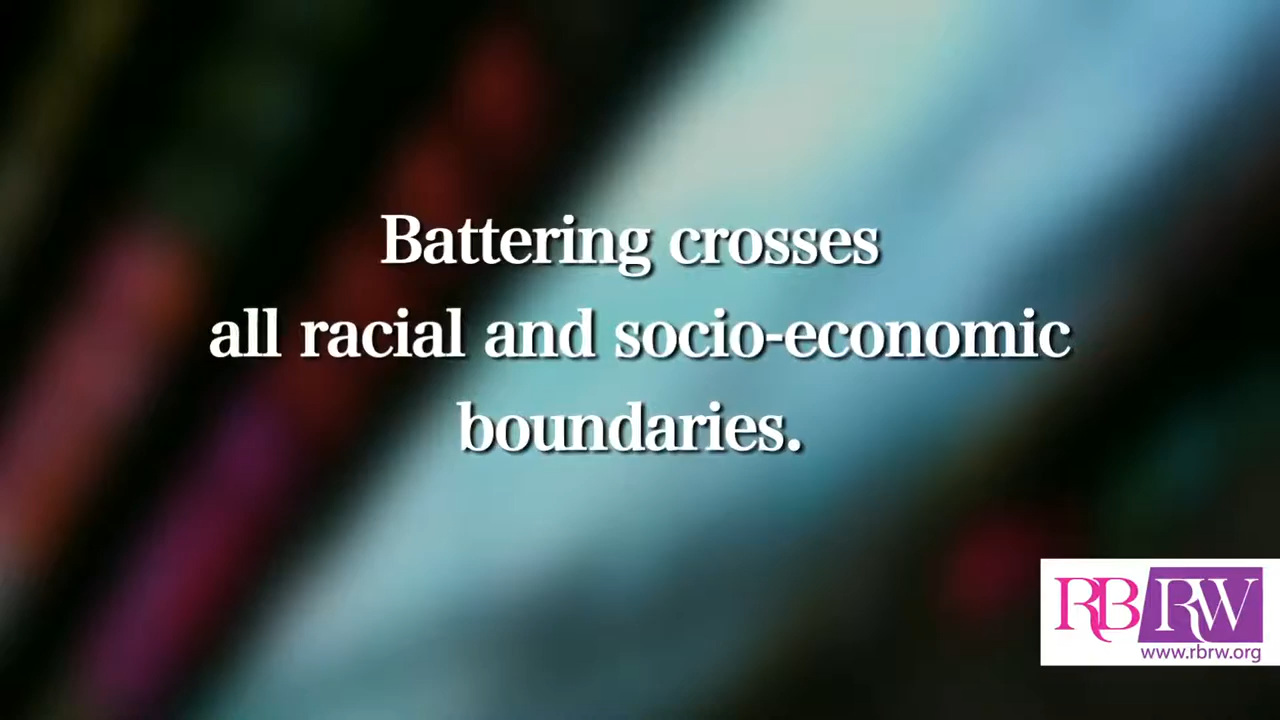 Battering crosses
all racial and socio-economic
boundaries.
RBRW
www.rbrw.org